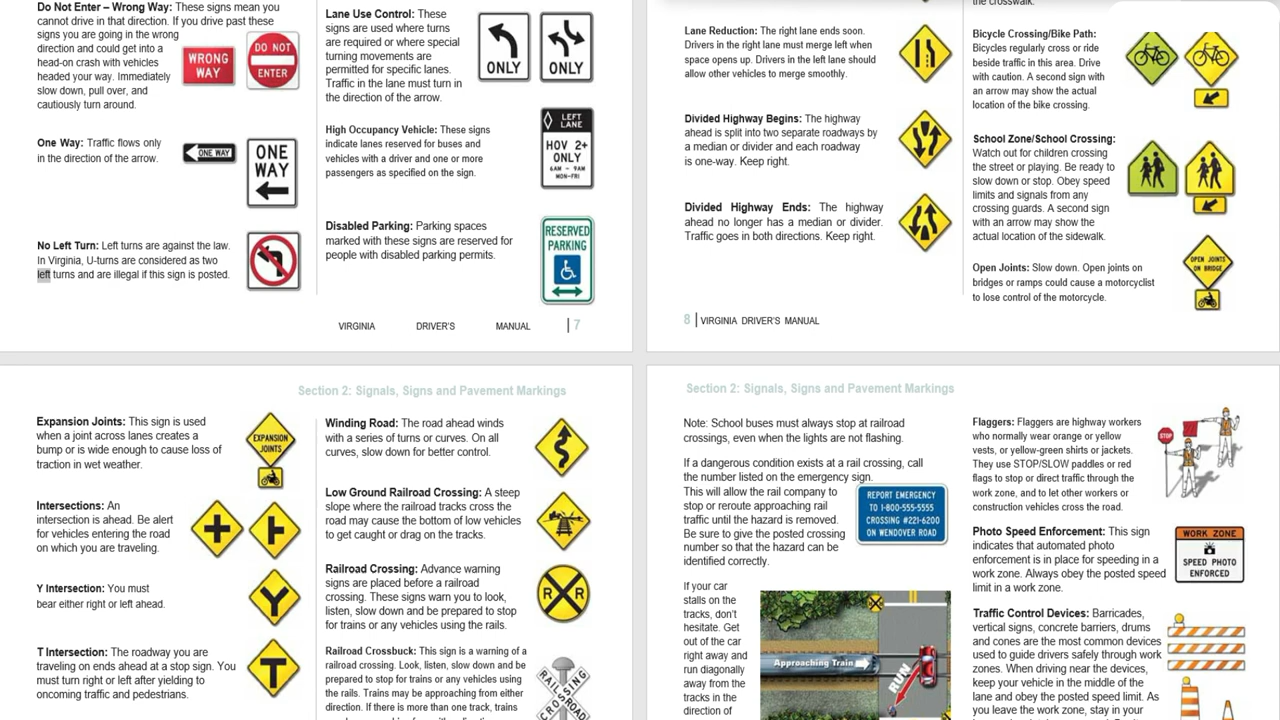 Do Not Enter – Wrong Way: These signs mean you
cannot drive in that direction. If you drive past these
signs you are going in the wrong
direction and could get into a
head-on crash with vehicles
headed your way. Immediately
slow down, pull over, and
cautiously turn around.
WRONG
WAY
DO NOT
ENTER
One Way: Traffic flows only
in the direction of the arrow.
ONE WAY
ONE
WAY
No Left Turn: Left turns are against the law.
In Virginia, U-turns are considered as two
left turns and are illegal if this sign is posted.
Lane Use Control: These
signs are used where turns
are required or where special
turning movements are
permitted for specific lanes.
Traffic in the lane must turn in
the direction of the arrow.
ONLY
ONLY
High Occupancy Vehicle: These signs
indicate lanes reserved for buses and
vehicles with a driver and one or more
passengers as specified on the sign.
LEFT
LANE
HOV 2+
ONLY
6AM - 9AM
MON-FRI
Disabled Parking: Parking spaces
marked with these signs are reserved for
people with disabled parking permits.
RESERVED
PARKING
VIRGINIA DRIVER'S MANUAL | 7
Lane Reduction: The right lane ends soon.
Drivers in the right lane must merge left when
space opens up. Drivers in the left lane should
allow other vehicles to merge smoothly.
Divided Highway Begins: The highway
ahead is split into two separate roadways by
a median or divider and each roadway
is one-way. Keep right.
Divided Highway Ends: The highway
ahead no longer has a median or divider.
Traffic goes in both directions. Keep right.
the crosswalk.
Bicycle Crossing/Bike Path:
Bicycles regularly cross or ride
beside traffic in this area. Drive
with caution. A second sign with
an arrow may show the actual
location of the bike crossing.
School Zone/School Crossing:
Watch out for children crossing
the street or playing. Be ready to
slow down or stop. Obey speed
limits and signals from any
crossing guards. A second sign
with an arrow may show the
actual location of the sidewalk.
Open Joints: Slow down. Open joints on
bridges or ramps could cause a motorcyclist
to lose control of the motorcycle.
OPEN JOINTS
ON BRIDGE
8 | VIRGINIA DRIVER'S MANUAL
Section 2: Signals, Signs and Pavement Markings
Expansion Joints: This sign is used
when a joint across lanes creates a
bump or is wide enough to cause loss of
traction in wet weather.
EXPANSION
JOINTS
Intersections: An
intersection is ahead. Be alert
for vehicles entering the road
on which you are traveling.
Y Intersection: You must
bear either right or left ahead.
T Intersection: The roadway you are
traveling on ends ahead at a stop sign. You
must turn right or left after yielding to
oncoming traffic and pedestrians.
Winding Road: The road ahead winds
with a series of turns or curves. On all
curves, slow down for better control.
Low Ground Railroad Crossing: A steep
slope where the railroad tracks cross the
road may cause the bottom of low vehicles
to get caught or drag on the tracks.
Railroad Crossing: Advance warning
signs are placed before a railroad
crossing. These signs warn you to look,
listen, slow down and be prepared to stop
for trains or any vehicles using the rails.
R R
Railroad Crossbuck: This sign is a warning of a
railroad crossing. Look, listen, slow down and be
prepared to stop for trains or any vehicles using
the rails. Trains may be approaching from either
direction. If there is more than one track, trains
RAILROAD
CROSSING
Section 2: Signals, Signs and Pavement Markings
Note: School buses must always stop at railroad
crossings, even when the lights are not flashing.
If a dangerous condition exists at a rail crossing, call
the number listed on the emergency sign.
This will allow the rail company to
stop or reroute approaching rail
traffic until the hazard is removed.
Be sure to give the posted crossing
number so that the hazard can be
identified correctly.
REPORT EMERGENCY
TO 1-800-555-5555
CROSSING #221-6200
ON WENDOVER ROAD
If your car
stalls on the
tracks, don't
hesitate. Get
out of the car
right away and
run diagonally
away from the
tracks in the
direction of
Approaching Train
RUN
Flaggers: Flaggers are highway workers
who normally wear orange or yellow
vests, or yellow-green shirts or jackets.
They use STOP/SLOW paddles or red
flags to stop or direct traffic through the
work zone, and to let other workers or
construction vehicles cross the road.
STOP
Photo Speed Enforcement: This sign
indicates that automated photo
enforcement is in place for speeding in a
work zone. Always obey the posted speed
limit in a work zone.
WORK ZONE
SPEED PHOTO
ENFORCED
Traffic Control Devices: Barricades,
vertical signs, concrete barriers, drums
and cones are the most common devices
used to guide drivers safely through work
zones. When driving near the devices,
keep your vehicle in the middle of the
lane and obey the posted speed limit. As
you leave the work zone, stay in your